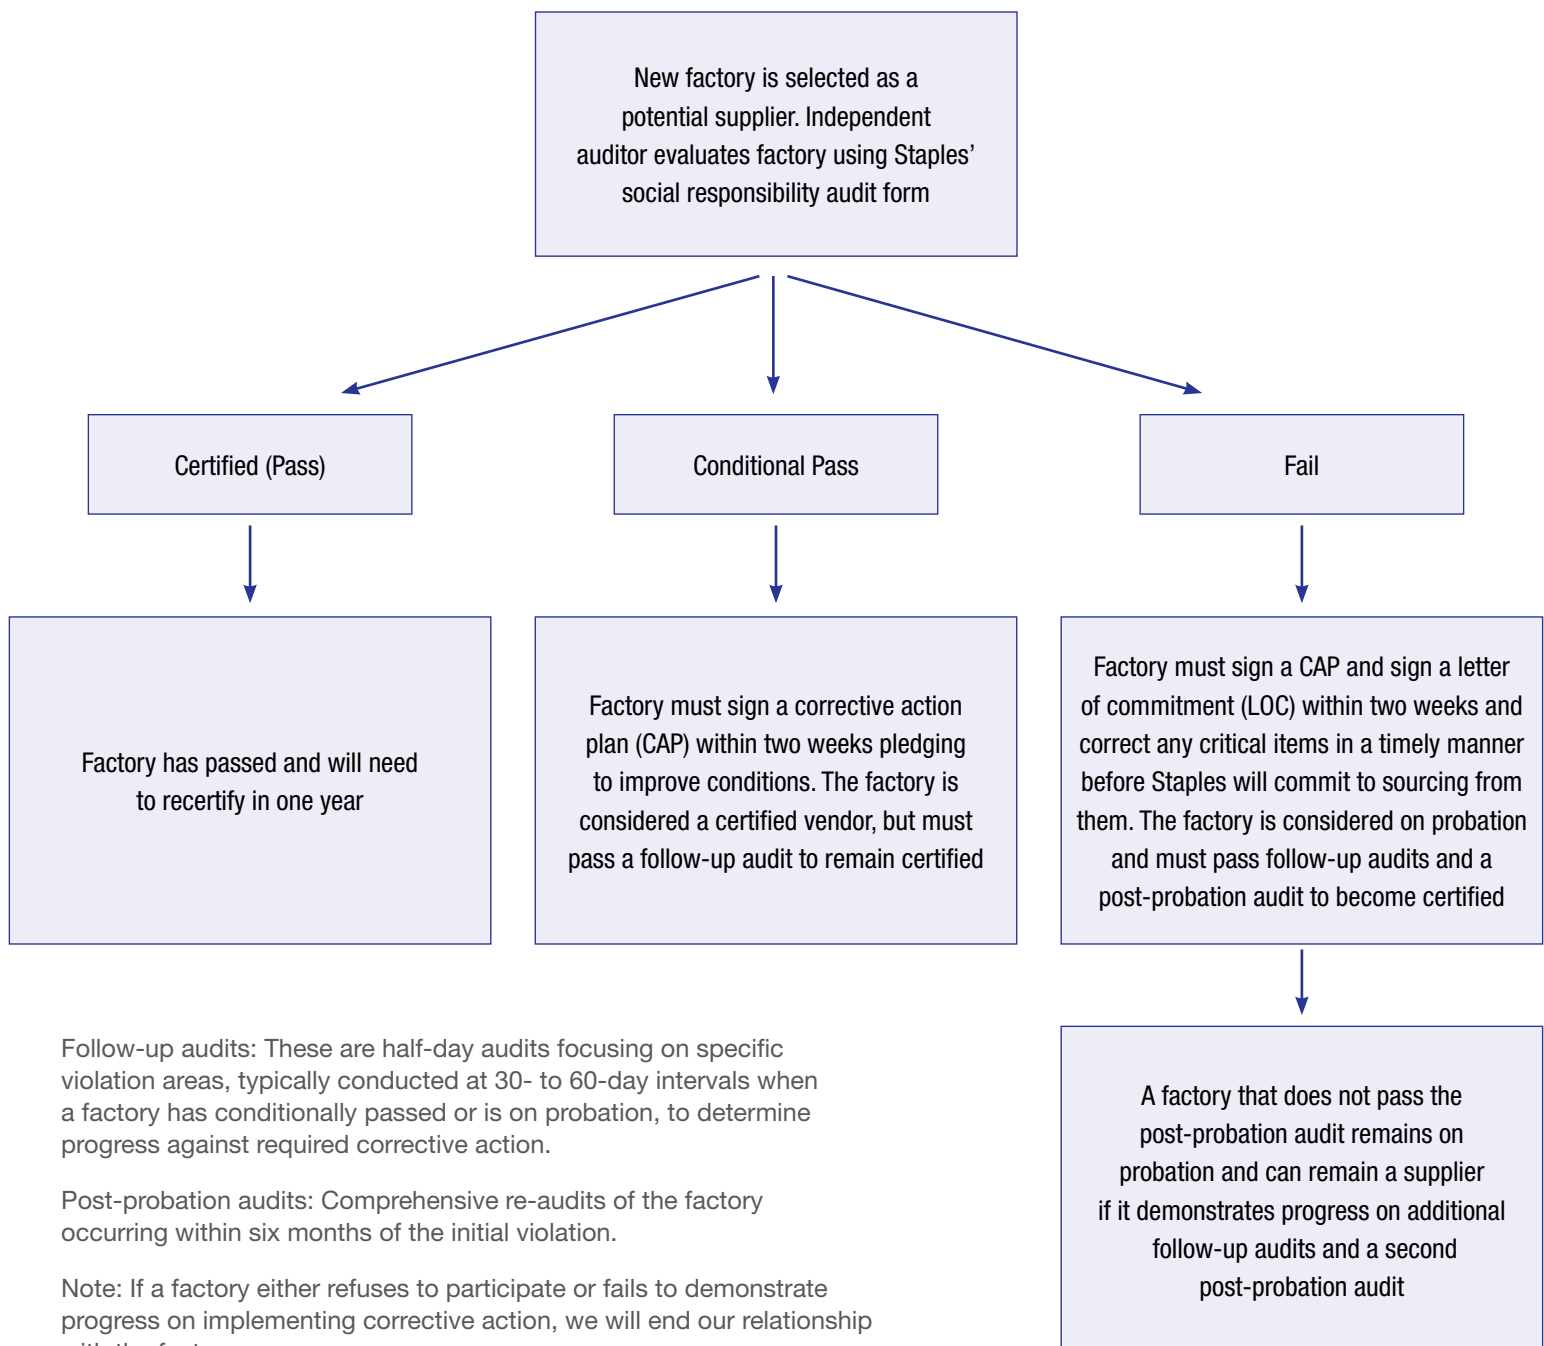 New factory is selected as a
potential supplier. Independent
auditor evaluates factory using Staples’
social responsibility audit form
Certified (Pass)
Conditional Pass
Fail
Factory has passed and will need
to recertify in one year
Factory must sign a corrective action
plan (CAP) within two weeks pledging
to improve conditions. The factory is
considered a certified vendor, but must
pass a follow-up audit to remain certified
Factory must sign a CAP and sign a letter
of commitment (LOC) within two weeks and
correct any critical items in a timely manner
before Staples will commit to sourcing from
them. The factory is considered on probation
and must pass follow-up audits and a
post-probation audit to become certified
A factory that does not pass the
post-probation audit remains on
probation and can remain a supplier
if it demonstrates progress on additional
follow-up audits and a second
post-probation audit
Follow-up audits: These are half-day audits focusing on specific
violation areas, typically conducted at 30- to 60-day intervals when
a factory has conditionally passed or is on probation, to determine
progress against required corrective action.
Post-probation audits: Comprehensive re-audits of the factory
occurring within six months of the initial violation.
Note: If a factory either refuses to participate or fails to demonstrate
progress on implementing corrective action, we will end our relationship